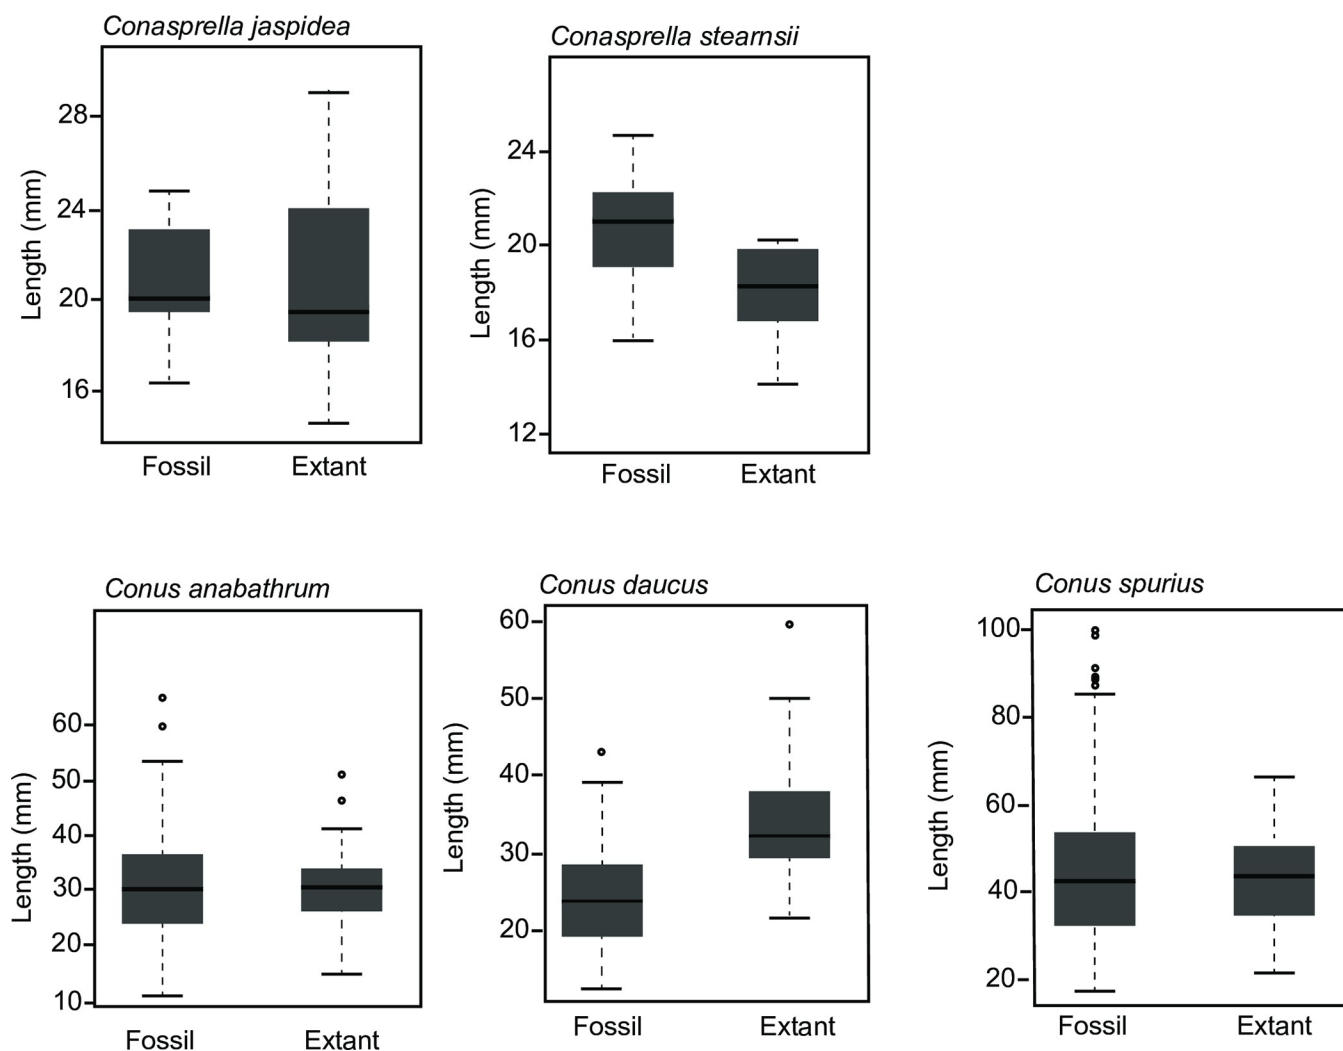 Conasprella jaspidea
Length (mm)
28
24
20
16
Fossil
Extant
Conasprella stearnsii
Length (mm)
24
20
16
12
Fossil
Extant
Conus anabathrum
Length (mm)
60
50
40
30
20
10
Fossil
Extant
Conus daucus
Length (mm)
60
50
40
30
20
Fossil
Extant
Conus spurius
Length (mm)
100
80
60
40
20
Fossil
Extant